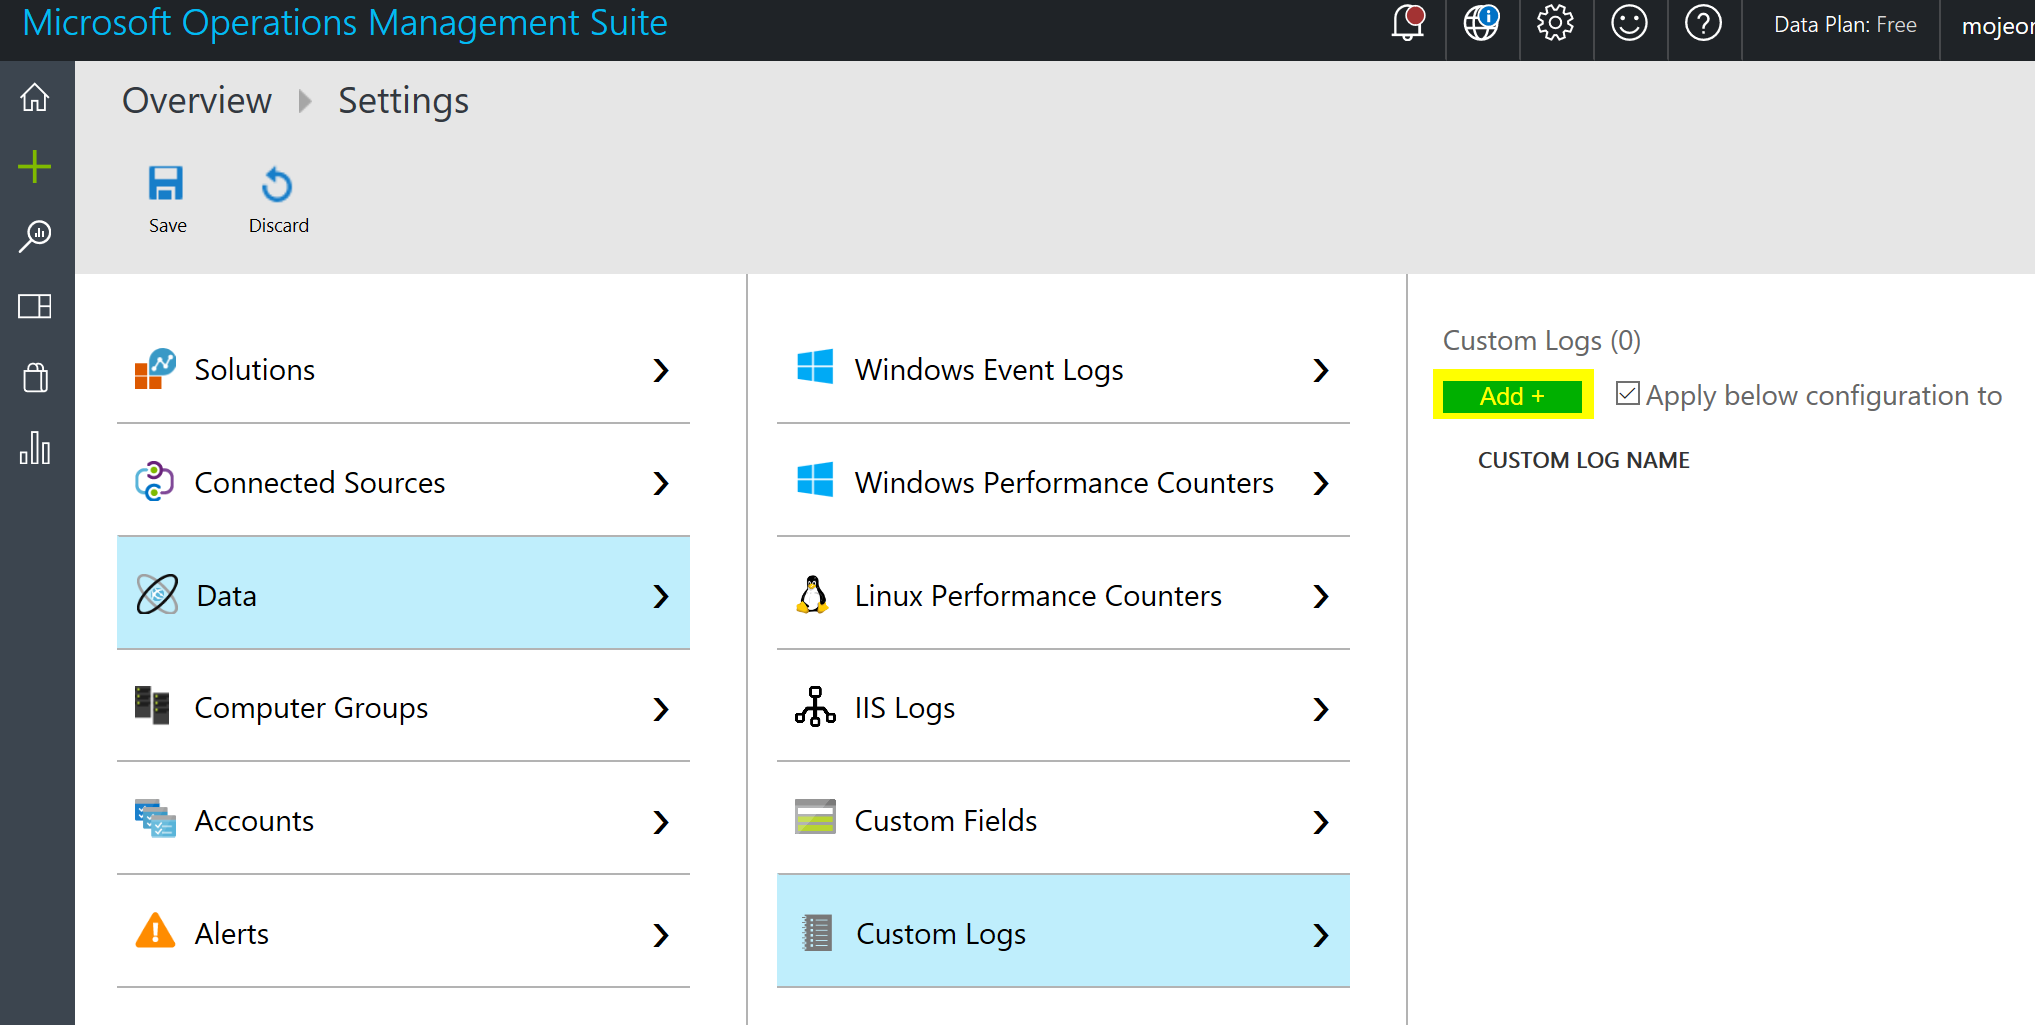 Microsoft Operations Management Suite
Data Plan: Free
mojeon
Overview
Settings
Save
Discard
Solutions
Connected Sources
Data
Computer Groups
Accounts
Alerts
Windows Event Logs
Windows Performance Counters
Linux Performance Counters
IIS Logs
Custom Fields
Custom Logs
Custom Logs (0)
Add +
Apply below configuration to
CUSTOM LOG NAME